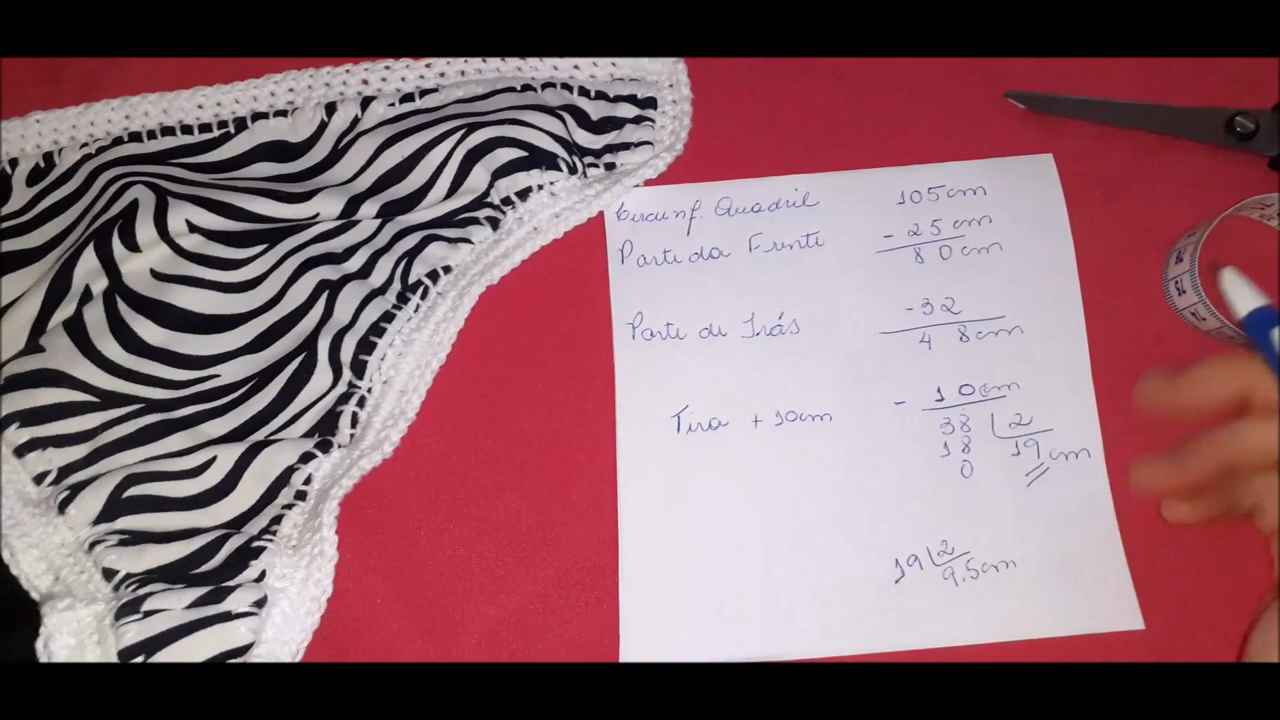 Circunf. Quadril 105cm
Parte da Frente - 25cm
80cm
Parte de Trás -32
48cm
Tira + 10cm - 10cm
38 2
18 19cm
0
19 2
9,5cm